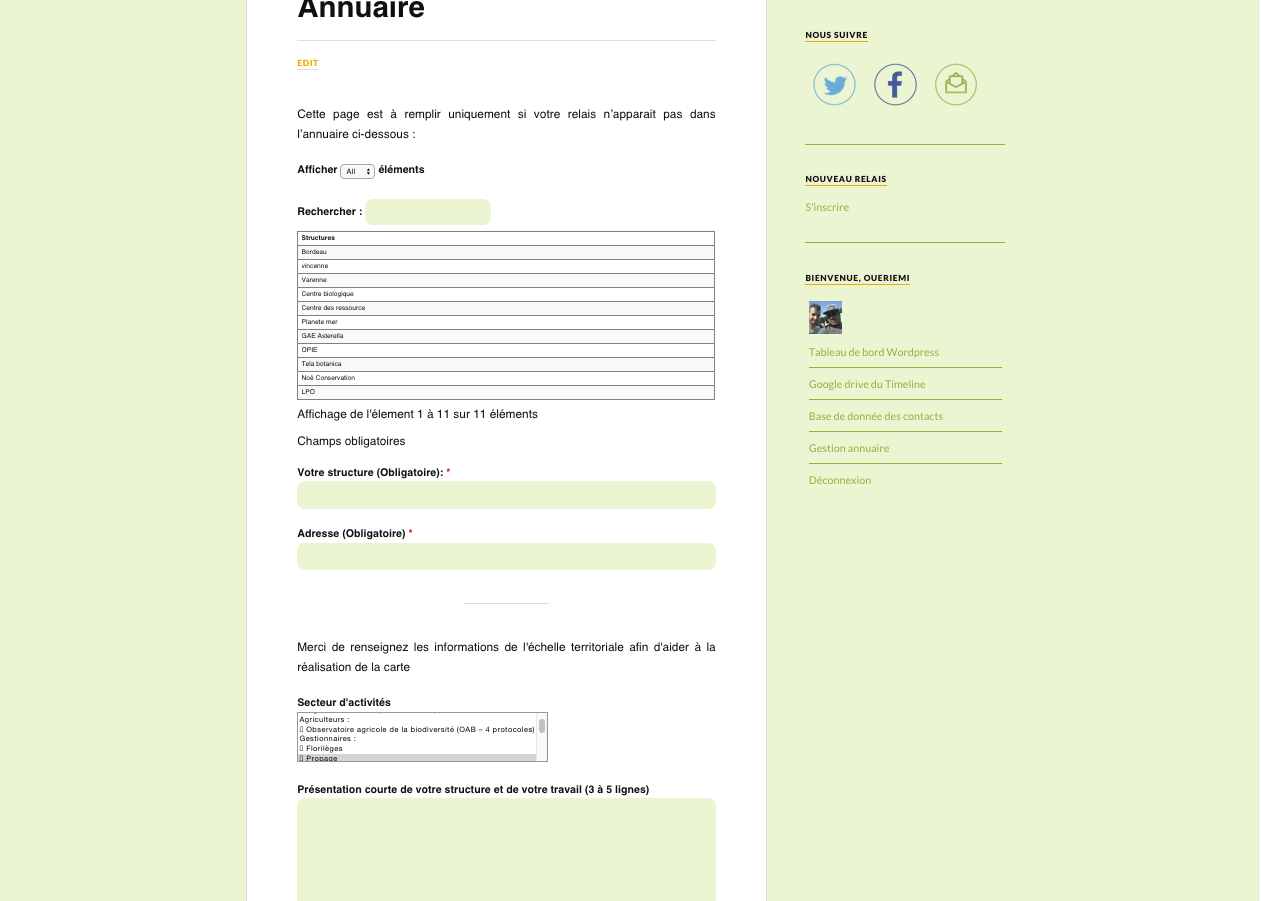 Annuaire
EDIT
Cette page est à remplir uniquement si votre relais n'apparait pas dans
l'annuaire ci-dessous :
Afficher All éléments
Rechercher :
Structures
Bordeau
vincenne
Varenne
Centre biologique
Centre des ressource
Planete mer
GAE Asterella
OPIE
Tela botanica
Noé Conservation
LPO
Affichage de l'élement 1 à 11 sur 11 éléments
Champs obligatoires
Votre structure (Obligatoire): *
Adresse (Obligatoire) *
Merci de renseignez les informations de l'échelle territoriale afin d'aider à la
réalisation de la carte
Secteur d'activités
Agriculteurs :
Observatoire agricole de la biodiversité (OAB – 4 protocoles)
Gestionnaires :
Florilèges
Propage
Présentation courte de votre structure et de votre travail (3 à 5 lignes)
NOUS SUIVRE
NOUVEAU RELAIS
S'inscrire
BIENVENUE, OUERIEMI
Tableau de bord Wordpress
Google drive du Timeline
Base de donnée des contacts
Gestion annuaire
Déconnexion